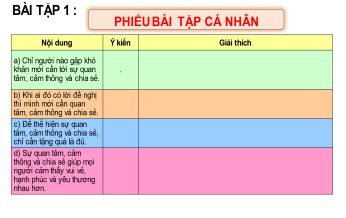 BÀI TẬP 1 :
PHIẾU BÀI TẬP CÁ NHÂN
Nội dung Ý kiến Giải thích
a) Chỉ người nào gặp khó
khăn mới cần tới sự quan
tâm, cảm thông và chia sẻ.
b) Khi ai đó có lời đề nghị
thì mình mới cần quan
tâm, cảm thông và chia sẻ.
c) Để thể hiện sự quan
tâm, cảm thông và chia sẻ,
chỉ cần tặng quà là đủ.
d) Sự quan tâm, cảm
thông và chia sẻ giúp mọi
người cảm thấy vui vẻ,
hạnh phúc và yêu thương
nhau hơn.